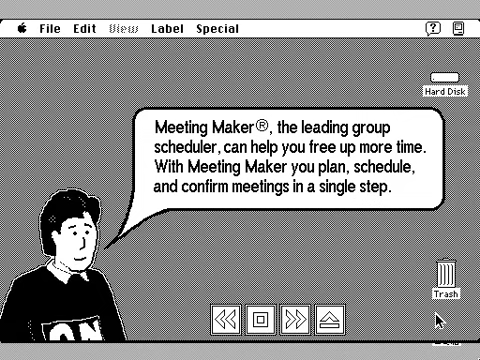 File Edit View Label Special
Hard Disk
Meeting Maker®, the leading group
scheduler, can help you free up more time.
With Meeting Maker you plan, schedule,
and confirm meetings in a single step.
Trash
ON